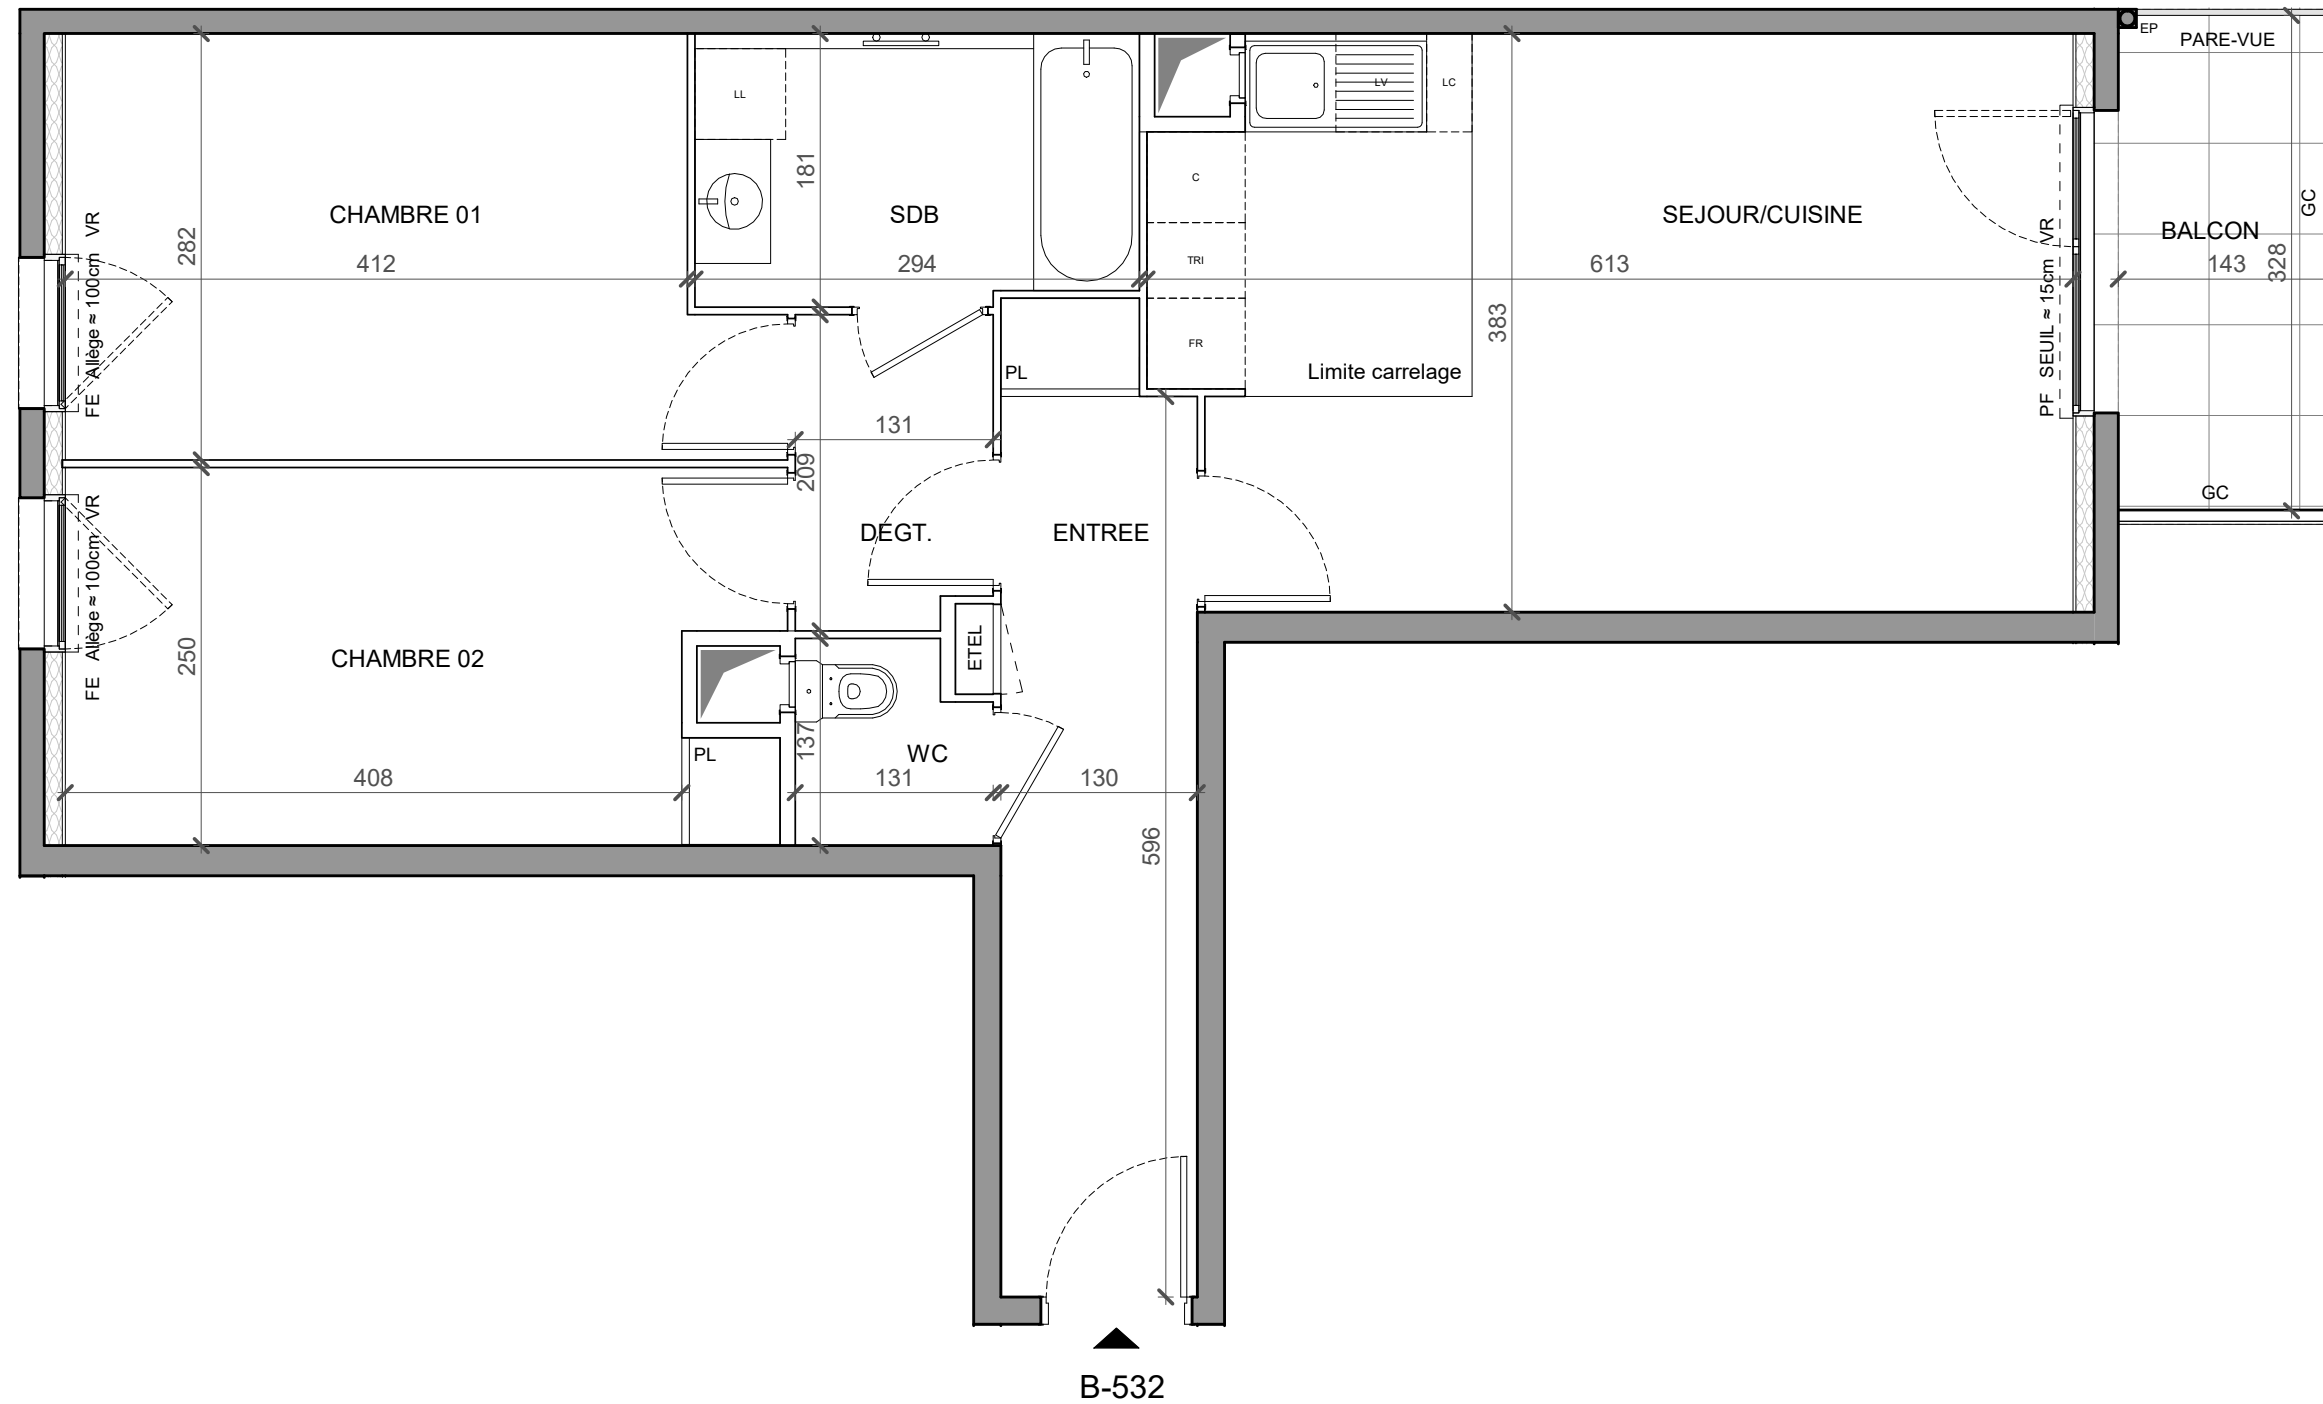 EP
PARE-VUE
LL
LV
LC
C
TRI
FR
CHAMBRE 01
SDB
SEJOUR/CUISINE
BALCON
GC
181
282
412
294
613
143
328
383
FE Allège ≈ 100cm VR
PF SEUIL ≈ 15cm VR
PL
Limite carrelage
131
209
GC
DEGT.
ENTREE
FE Allège ≈ 100cm VR
250
CHAMBRE 02
ETEL
PL
137
WC
408
131
130
596
B-532